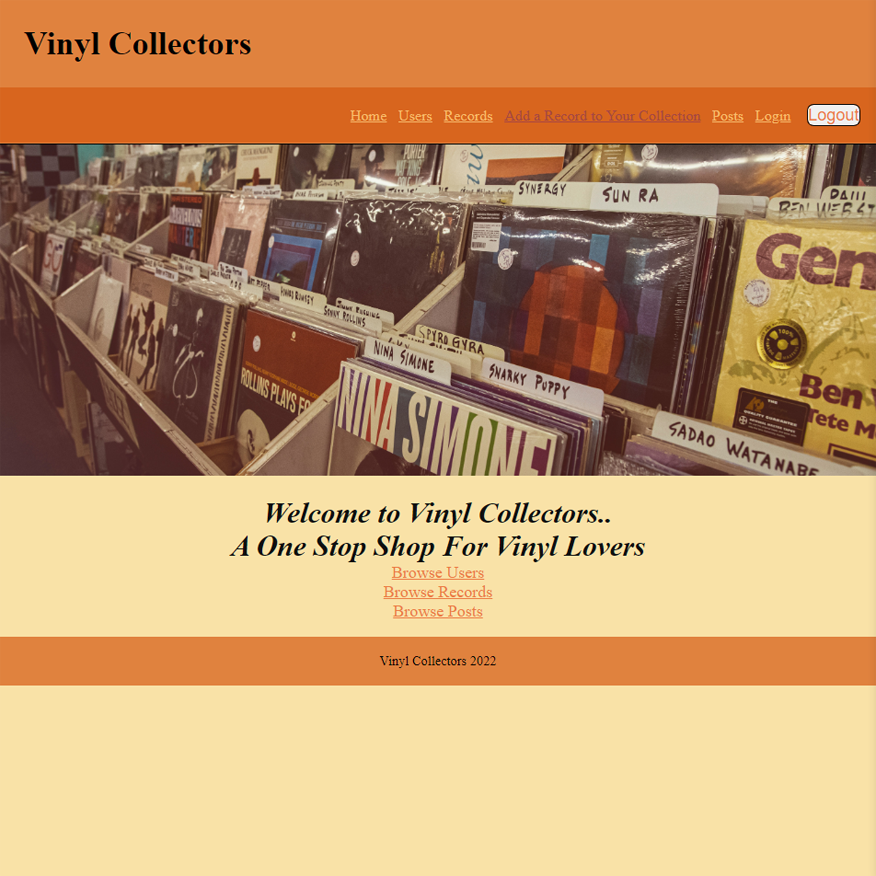 Vinyl Collectors
Home Users Records Add a Record to Your Collection Posts Login Logout
SYNERGY
SUN RA
BEN WEBST
Gen
SPYRO GYRA
SONNY ROLLINS
NINA SIMONE
SNARKY PUPPY
ROLLINS PLAYS FO
NINA SIMONE
Ben
Tete M
SADAO WATANABE
Welcome to Vinyl Collectors..
A One Stop Shop For Vinyl Lovers
Browse Users
Browse Records
Browse Posts
Vinyl Collectors 2022